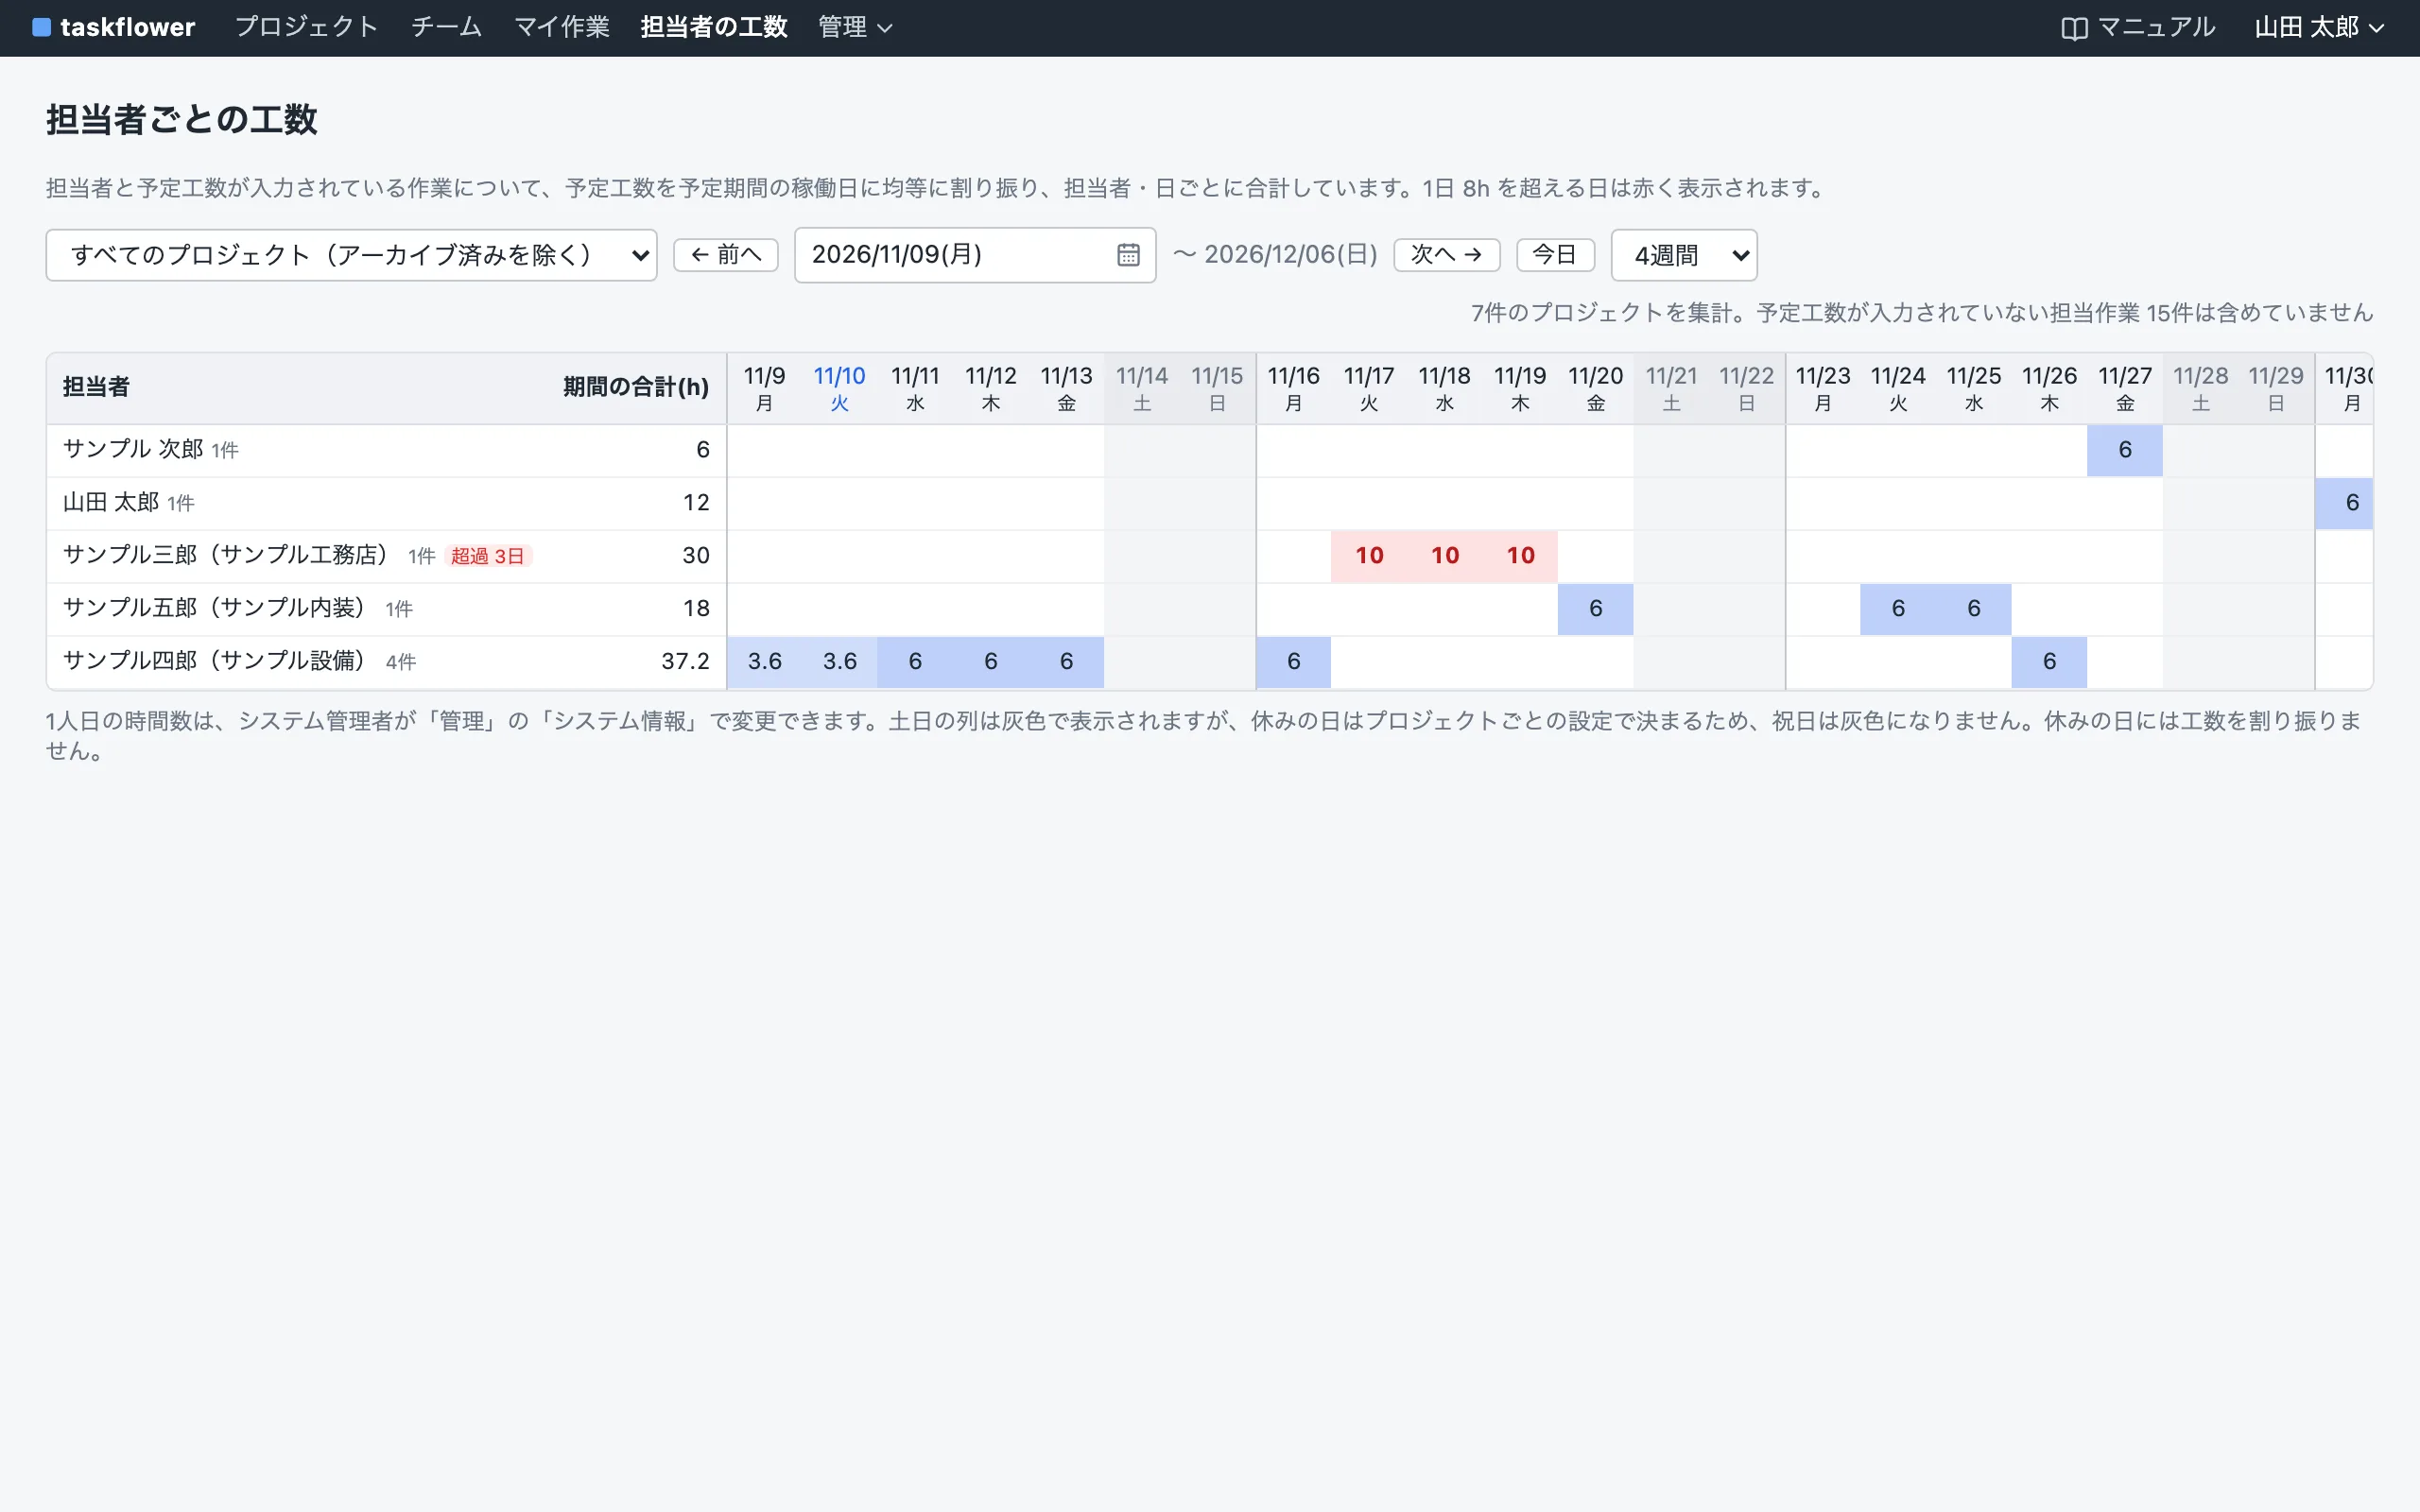 taskflower プロジェクト チーム マイ作業 担当者の工数 管理 マニュアル 山田 太郎
担当者ごとの工数
担当者と予定工数が入力されている作業について、予定工数を予定期間の稼働日に均等に割り振り、担当者・日ごとに合計しています。1日 8h を超える日は赤く表示されます。
すべてのプロジェクト（アーカイブ済みを除く） ← 前へ 2026/11/09(月) 〜 2026/12/06(日) 次へ → 今日 4週間
7件のプロジェクトを集計。予定工数が入力されていない担当作業 15件は含めていません
担当者 期間の合計(h) 11/9 11/10 11/11 11/12 11/13 11/14 11/15 11/16 11/17 11/18 11/19 11/20 11/21 11/22 11/23 11/24 11/25 11/26 11/27 11/28 11/29 11/30
月 火 水 木 金 土 日 月 火 水 木 金 土 日 月 火 水 木 金 土 日 月
サンプル 次郎 1件 6 6
山田 太郎 1件 12 6
サンプル三郎（サンプル工務店） 1件 超過 3日 30 10 10 10
サンプル五郎（サンプル内装） 1件 18 6 6 6
サンプル四郎（サンプル設備） 4件 37.2 3.6 3.6 6 6 6 6 6
1人日の時間数は、システム管理者が「管理」の「システム情報」で変更できます。土日の列は灰色で表示されますが、休みの日はプロジェクトごとの設定で決まるため、祝日は灰色になりません。休みの日には工数を割り振りま
せん。